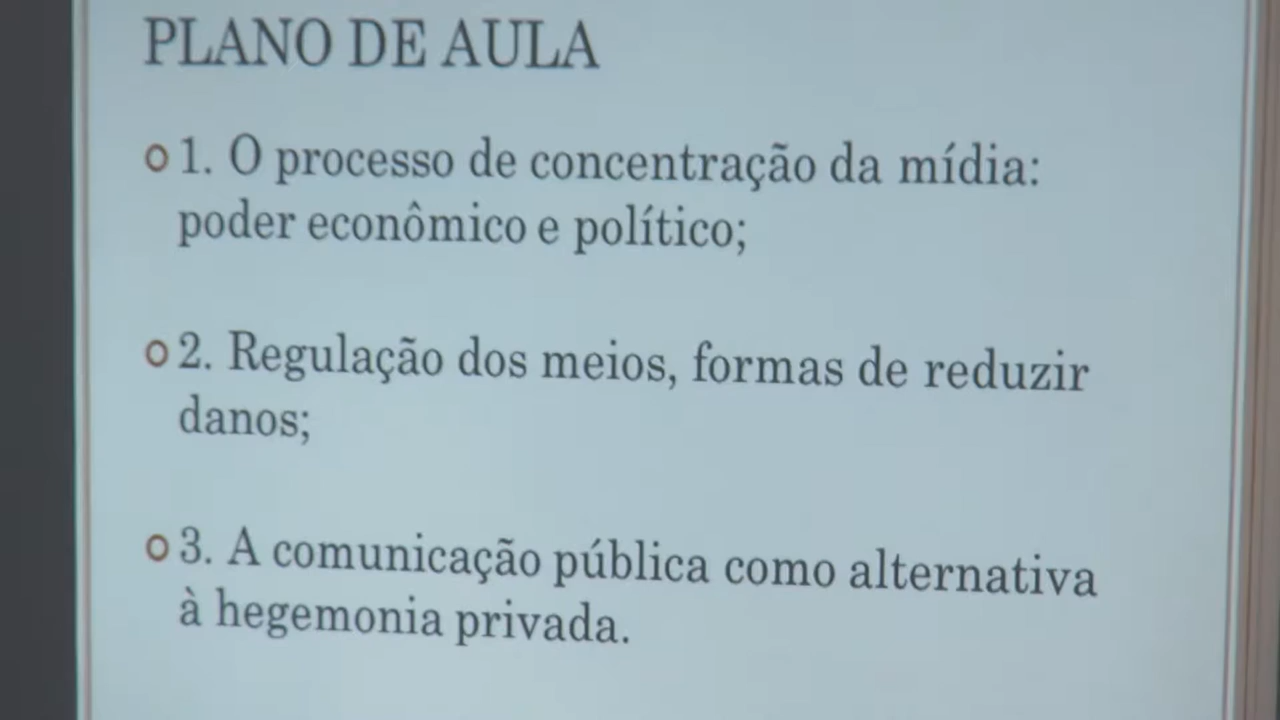 PLANO DE AULA
1. O processo de concentração da mídia:
poder econômico e político;
2. Regulação dos meios, formas de reduzir
danos;
3. A comunicação pública como alternativa
à hegemonia privada.